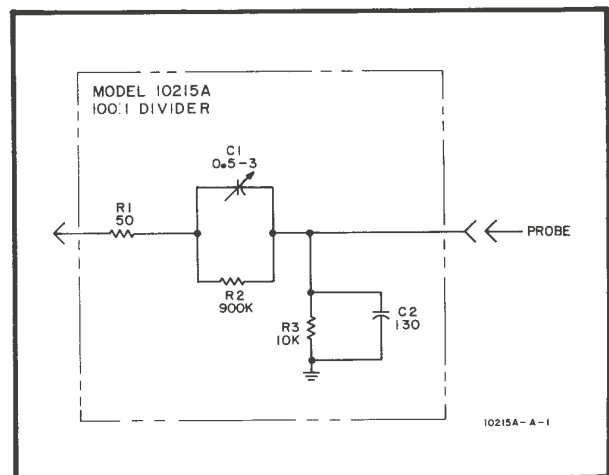 MODEL 10215A
100:1 DIVIDER
C1
0.5-3
R1
50
PROBE
R2
900K
R3
10K
C2
130
10215A-A-1